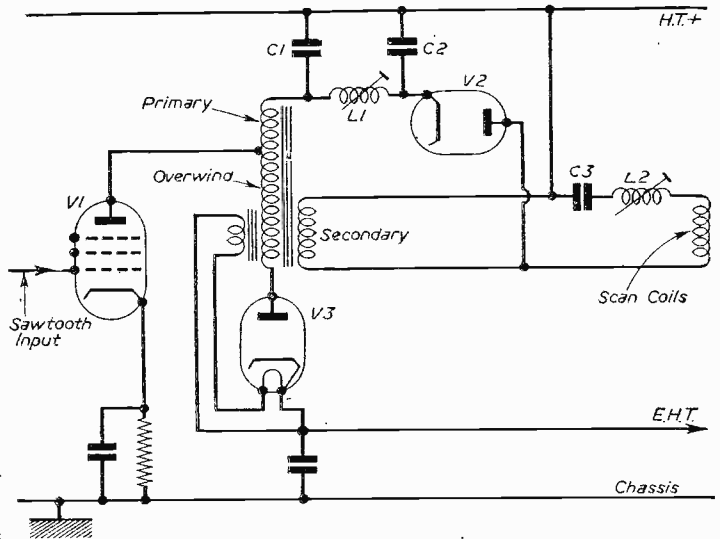 H.T.+
C1
C2
V2
Primary
L1
Overwind
C3
L2
V1
Secondary
Scan Coils
V3
Sawtooth
Input
E.H.T.
Chassis